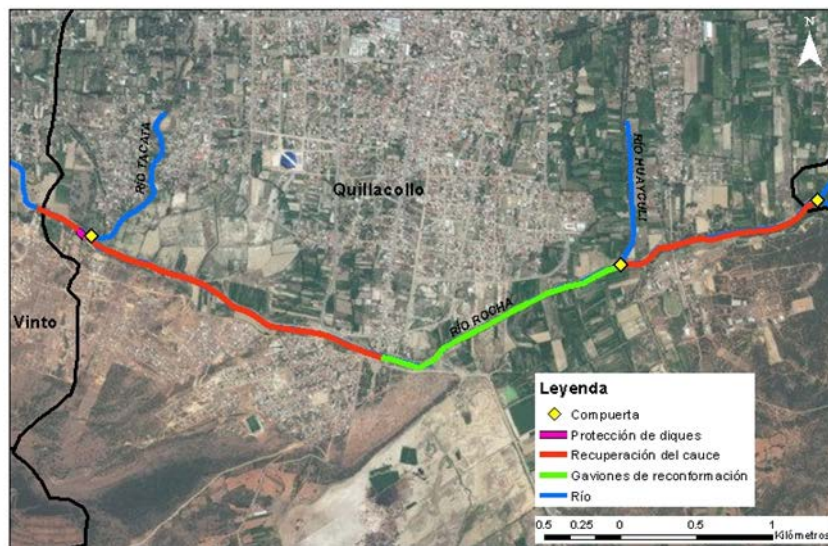 N
RÍO TACATA
RÍO HUAYCULI
Quillacollo
RÍO ROCHA
Vinto
Leyenda
Compuerta
Protección de diques
Recuperación del cauce
Gaviones de reconformación
Río
0.5 0.25 0 0.5 1
Kilómetros